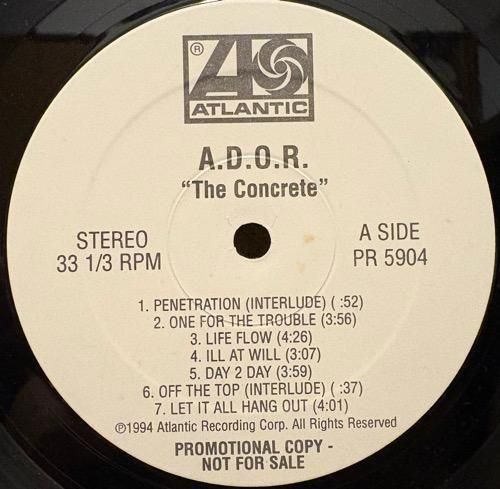 ®
ATLANTIC
A.D.O.R.
"The Concrete"
STEREO
33 1/3 RPM
A SIDE
PR 5904
1. PENETRATION (INTERLUDE) ( :52)
2. ONE FOR THE TROUBLE (3:56)
3. LIFE FLOW (4:26)
4. ILL AT WILL (3:07)
5. DAY 2 DAY (3:59)
6. OFF THE TOP (INTERLUDE) ( :37)
7. LET IT ALL HANG OUT (4:01)
℗1994 Atlantic Recording Corp. All Rights Reserved
PROMOTIONAL COPY -
NOT FOR SALE